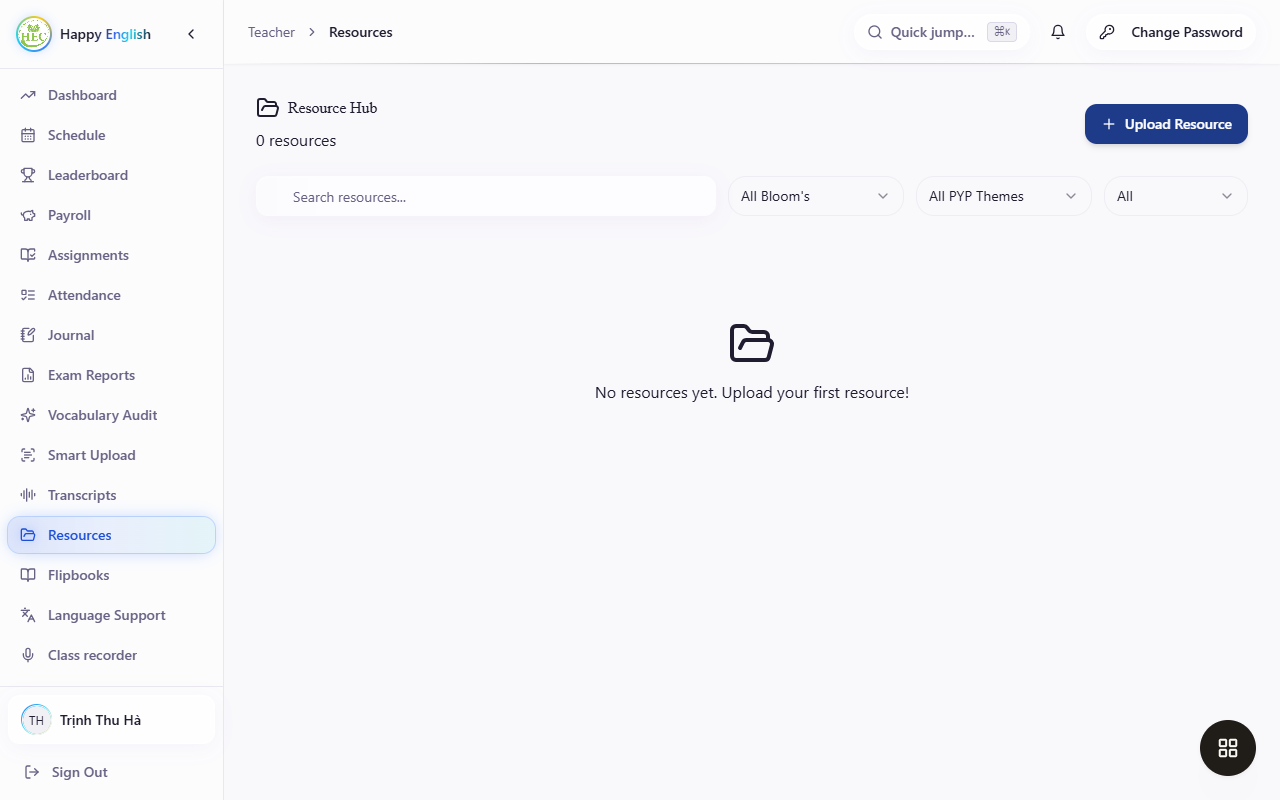 HEC
Happy English
Dashboard
Schedule
Leaderboard
Payroll
Assignments
Attendance
Journal
Exam Reports
Vocabulary Audit
Smart Upload
Transcripts
Resources
Flipbooks
Language Support
Class recorder
TH
Trịnh Thu Hà
Sign Out
Teacher
Resources
Quick jump...
⌘K
Change Password
Resource Hub
0 resources
Upload Resource
Search resources...
All Bloom's
All PYP Themes
All
No resources yet. Upload your first resource!